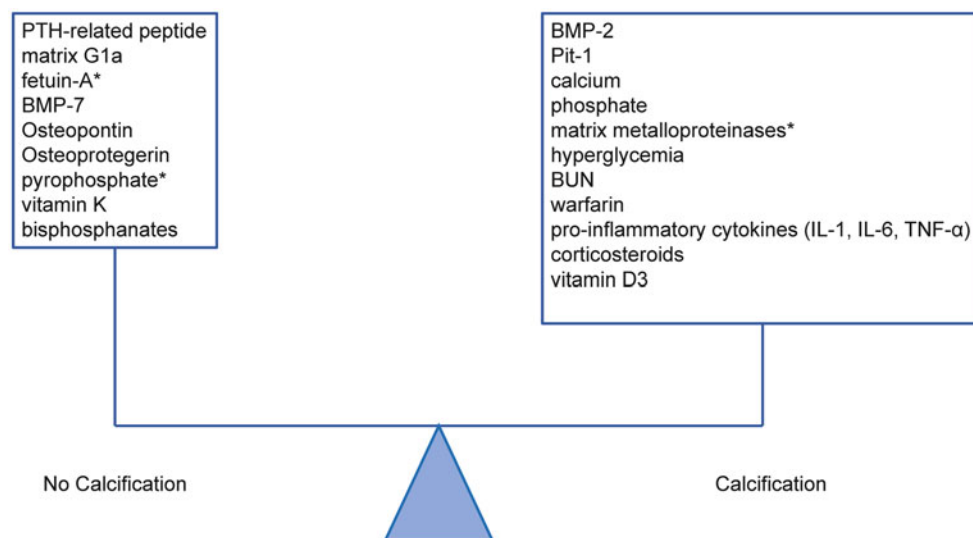 PTH-related peptide
matrix G1a
fetuin-A*
BMP-7
Osteopontin
Osteoprotegerin
pyrophosphate*
vitamin K
bisphosphanates
BMP-2
Pit-1
calcium
phosphate
matrix metalloproteinases*
hyperglycemia
BUN
warfarin
pro-inflammatory cytokines (IL-1, IL-6, TNF-α)
corticosteroids
vitamin D3
No Calcification
Calcification